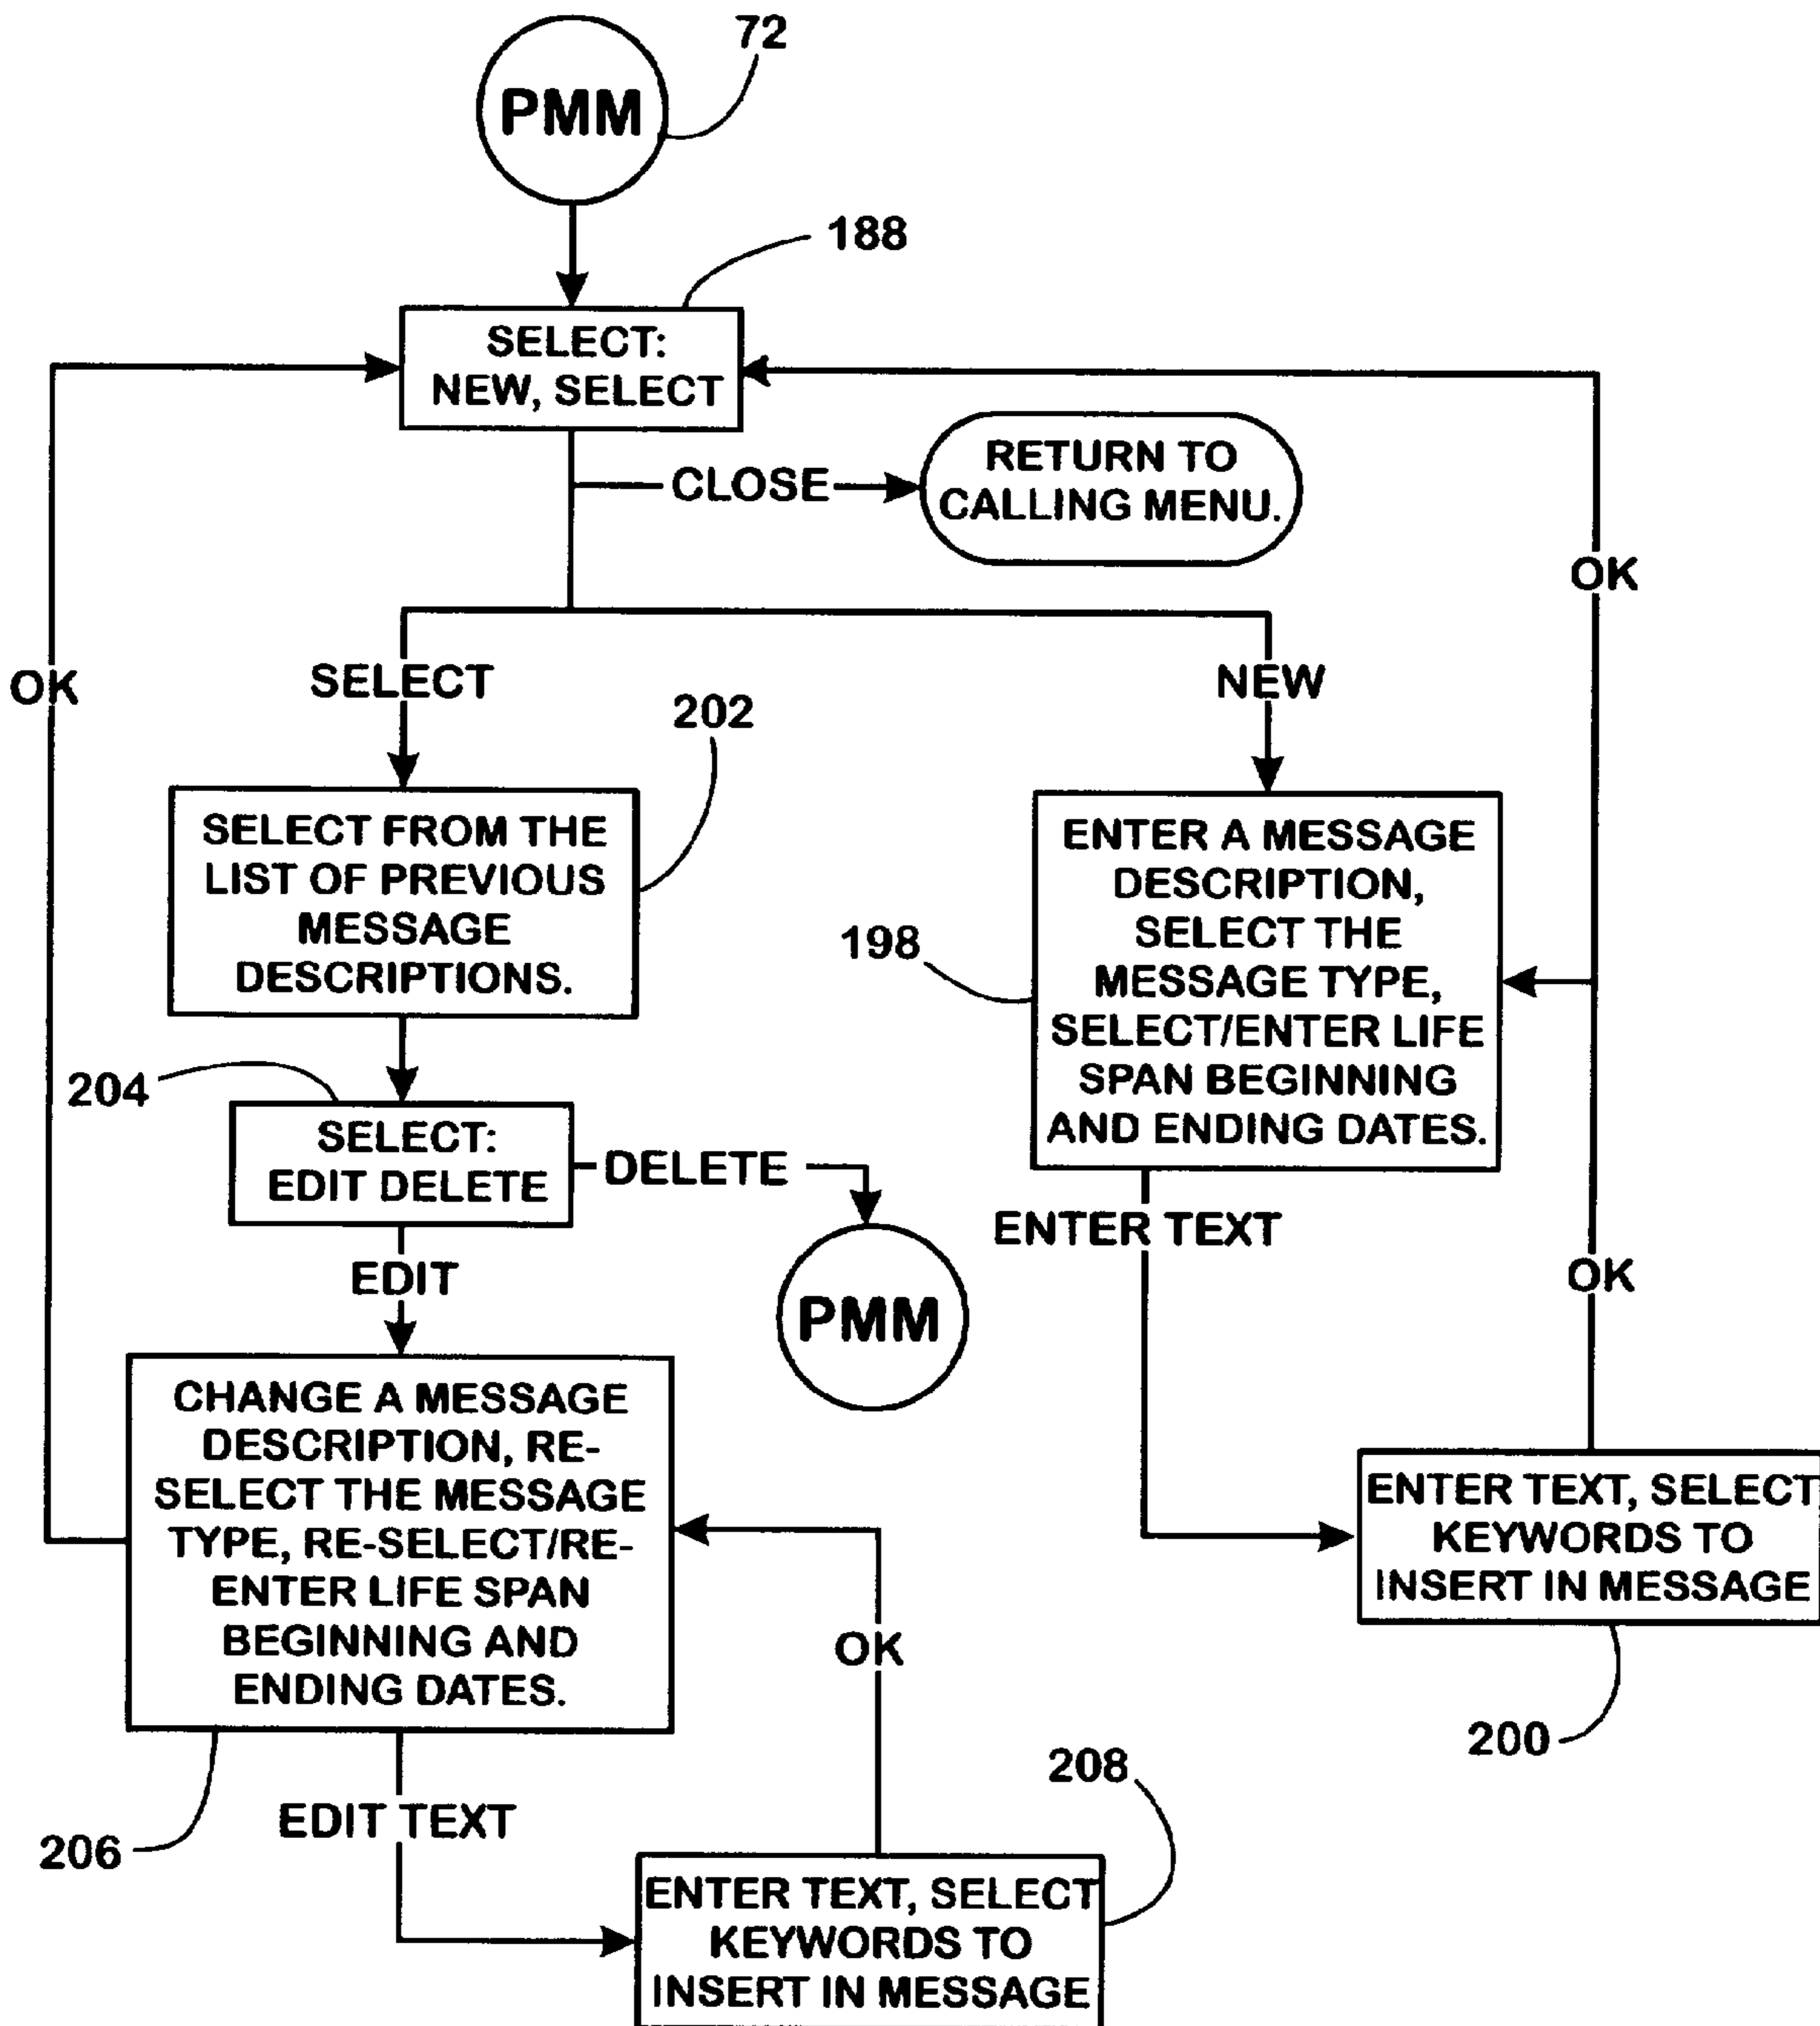 72
PMM
188
SELECT:
NEW, SELECT
CLOSE
RETURN TO
CALLING MENU.
OK
OK
SELECT
NEW
202
SELECT FROM THE
LIST OF PREVIOUS
MESSAGE
DESCRIPTIONS.
198
ENTER A MESSAGE
DESCRIPTION,
SELECT THE
MESSAGE TYPE,
SELECT/ENTER LIFE
SPAN BEGINNING
AND ENDING DATES.
204
SELECT:
EDIT DELETE
DELETE
PMM
ENTER TEXT
OK
EDIT
CHANGE A MESSAGE
DESCRIPTION, RE-
SELECT THE MESSAGE
TYPE, RE-SELECT/RE-
ENTER LIFE SPAN
BEGINNING AND
ENDING DATES.
ENTER TEXT, SELECT
KEYWORDS TO
INSERT IN MESSAGE
200
OK
206
EDIT TEXT
208
ENTER TEXT, SELECT
KEYWORDS TO
INSERT IN MESSAGE